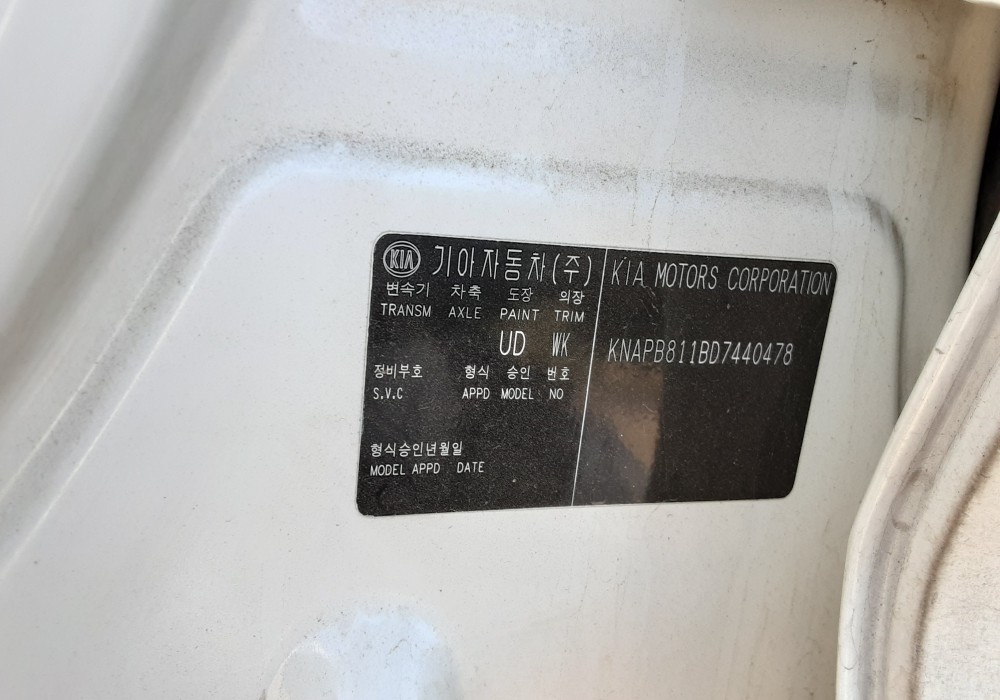 KIA 기아자동차(주)
변속기 차축 도장 의장
TRANSM AXLE PAINT TRIM
UD WK
정비부호 형식 승인 번호
S.V.C APPD MODEL NO
형식승인년월일
MODEL APPD DATE
KIA MOTORS CORPORATION
KNAPB811BD7440478